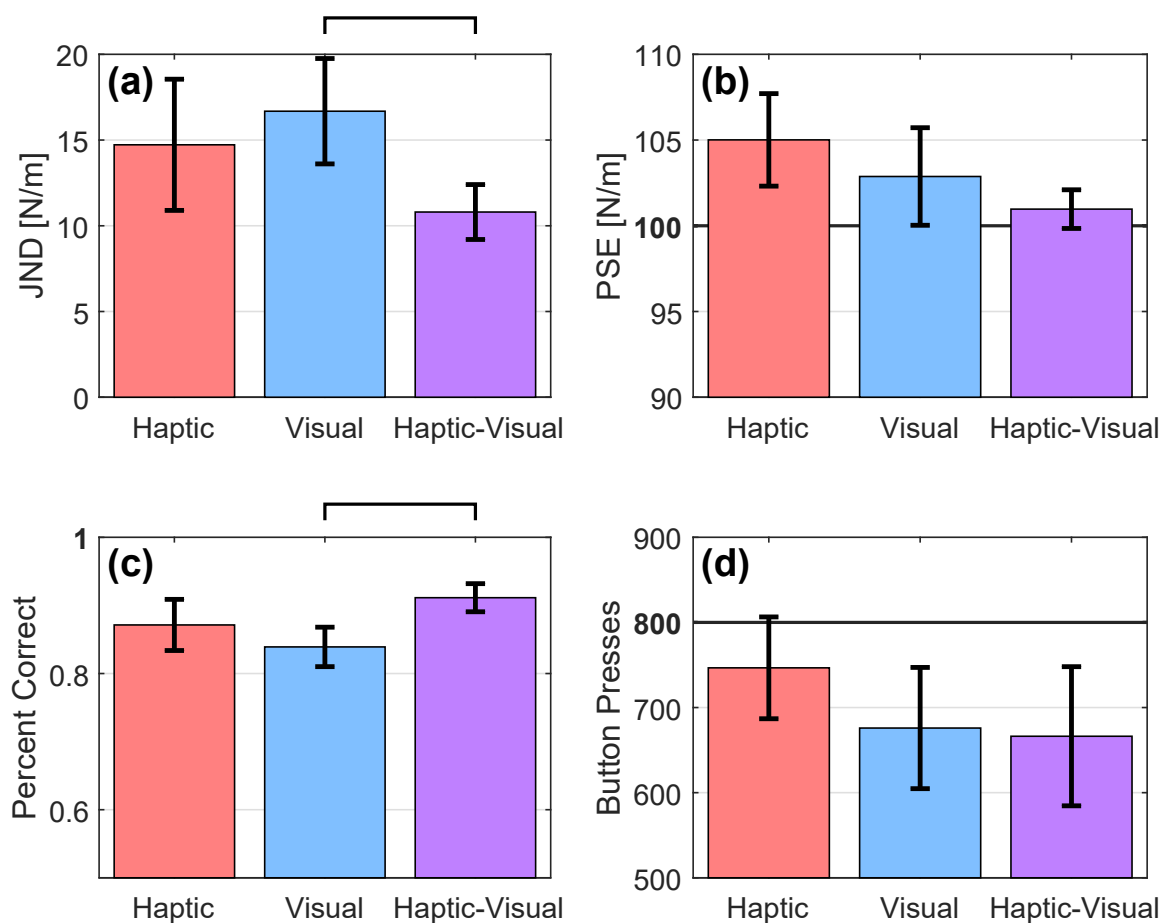 (a)
JND [N/m]
20
15
10
5
0
Haptic Visual Haptic-Visual
(b)
PSE [N/m]
110
105
100
95
90
Haptic Visual Haptic-Visual
(c)
Percent Correct
1
0.8
0.6
Haptic Visual Haptic-Visual
(d)
Button Presses
900
800
700
600
500
Haptic Visual Haptic-Visual